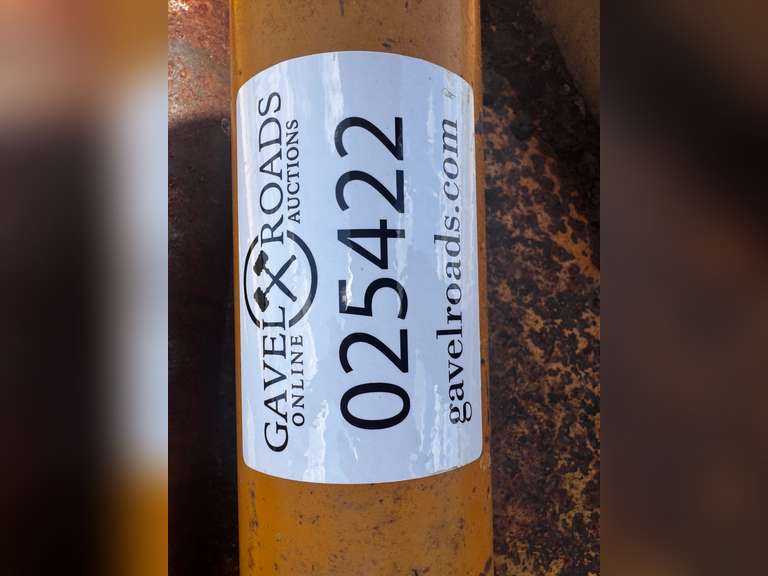 GAVEL ROADS
ONLINE AUCTIONS
025422
gavelroads.com